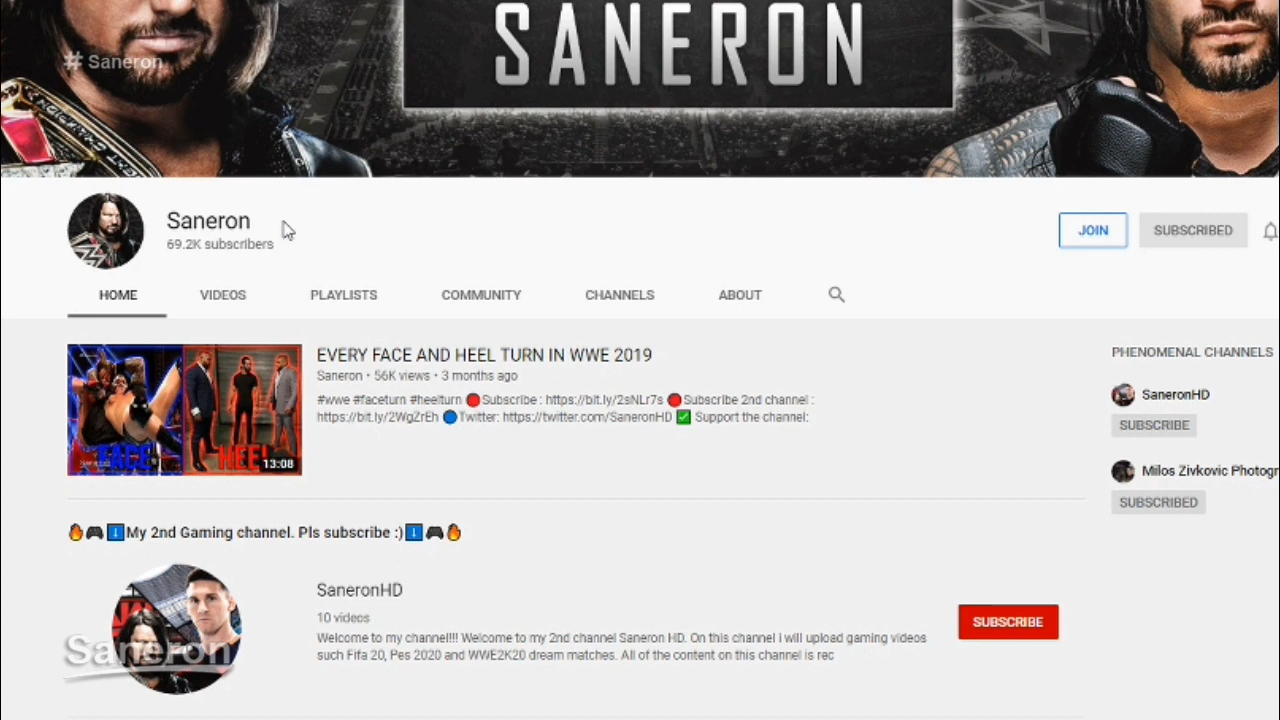 SANERON
# Saneron
Saneron
69.2K subscribers
JOIN
SUBSCRIBED
HOME
VIDEOS
PLAYLISTS
COMMUNITY
CHANNELS
ABOUT
EVERY FACE AND HEEL TURN IN WWE 2019
Saneron • 56K views • 3 months ago
#wwe #faceturn #heelturn 🔴Subscribe : https://bit.ly/2sNLr7s 🔴Subscribe 2nd channel :
https://bit.ly/2WgZrEh 🔵Twitter: https://twitter.com/SaneronHD ✅ Support the channel:
FACE
HEEL
13:08
PHENOMENAL CHANNELS
SaneronHD
SUBSCRIBE
Milos Zivkovic Photogr
SUBSCRIBED
🔥🎮⬇My 2nd Gaming channel. Pls subscribe :)⬇🎮🔥
SaneronHD
10 videos
Welcome to my channel!!! Welcome to my 2nd channel Saneron HD. On this channel i will upload gaming videos
such Fifa 20, Pes 2020 and WWE2K20 dream matches. All of the content on this channel is rec
SUBSCRIBE
Saneron